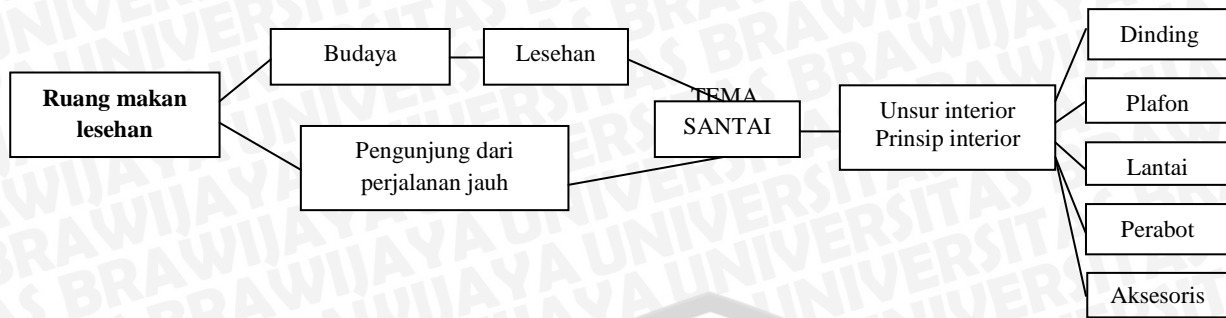 Ruang makan
lesehan
Budaya
Lesehan
Pengunjung dari
perjalanan jauh
TEMA
SANTAI
Unsur interior
Prinsip interior
Dinding
Plafon
Lantai
Perabot
Aksesoris